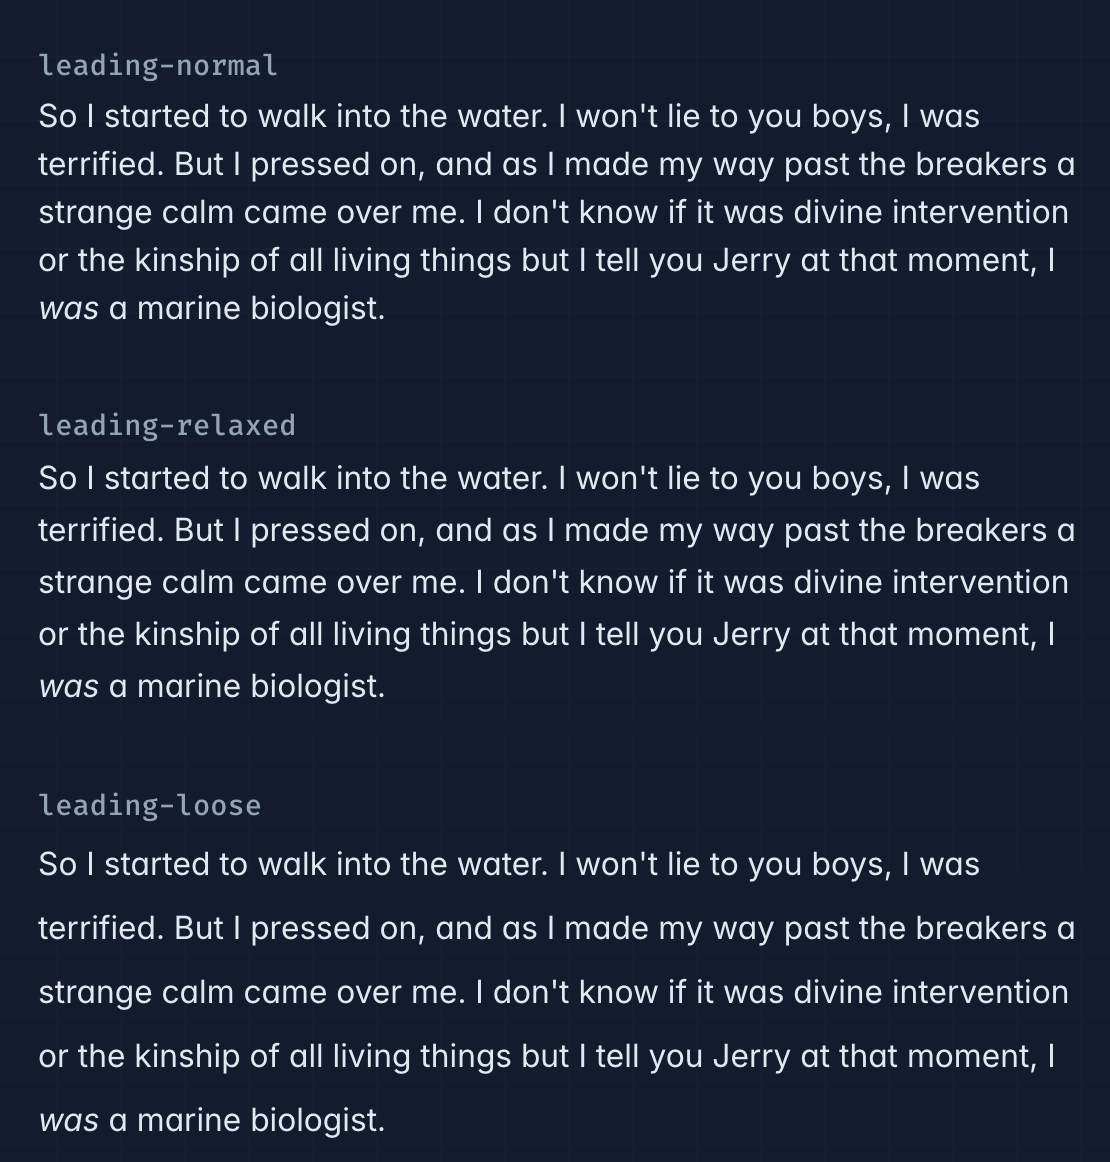 leading-normal
So I started to walk into the water. I won't lie to you boys, I was
terrified. But I pressed on, and as I made my way past the breakers a
strange calm came over me. I don't know if it was divine intervention
or the kinship of all living things but I tell you Jerry at that moment, I
was a marine biologist.
leading-relaxed
So I started to walk into the water. I won't lie to you boys, I was
terrified. But I pressed on, and as I made my way past the breakers a
strange calm came over me. I don't know if it was divine intervention
or the kinship of all living things but I tell you Jerry at that moment, I
was a marine biologist.
leading-loose
So I started to walk into the water. I won't lie to you boys, I was
terrified. But I pressed on, and as I made my way past the breakers a
strange calm came over me. I don't know if it was divine intervention
or the kinship of all living things but I tell you Jerry at that moment, I
was a marine biologist.